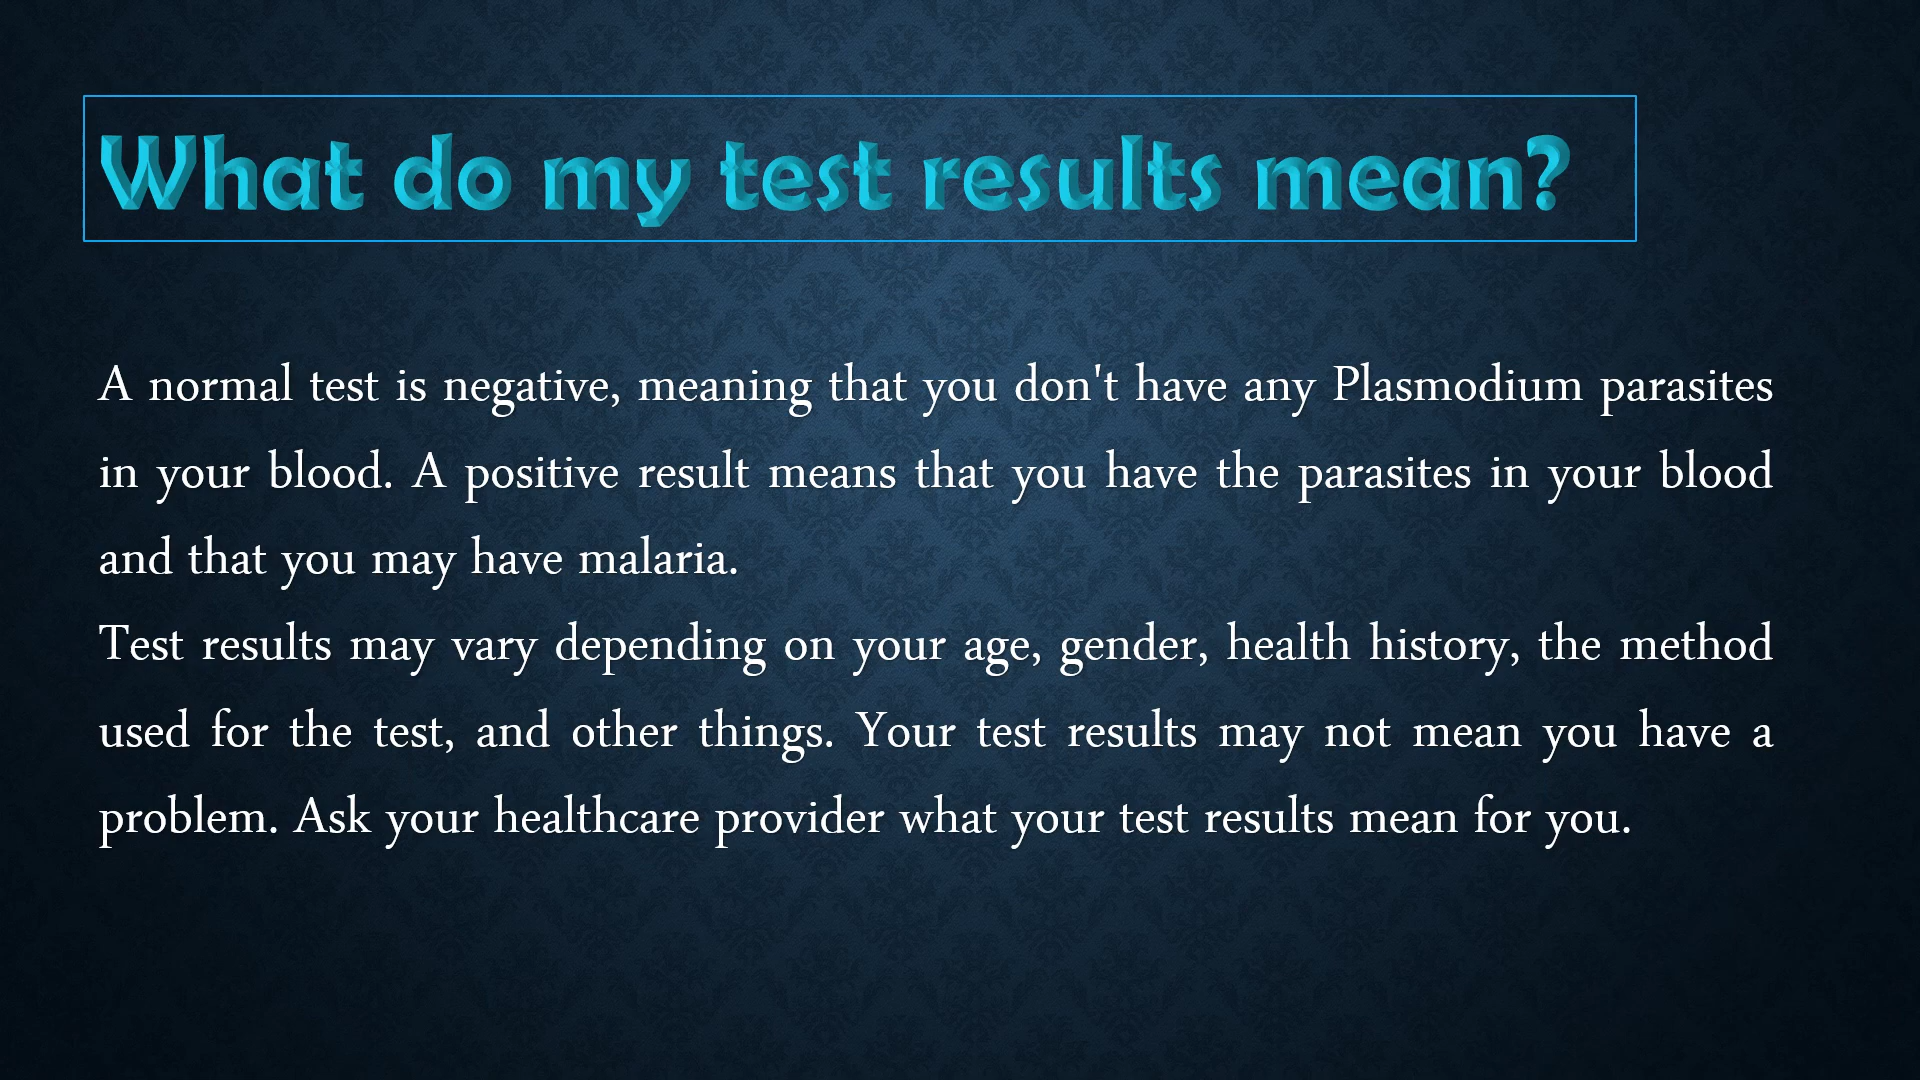 What do my test results mean?
A normal test is negative, meaning that you don't have any Plasmodium parasites
in your blood. A positive result means that you have the parasites in your blood
and that you may have malaria.
Test results may vary depending on your age, gender, health history, the method
used for the test, and other things. Your test results may not mean you have a
problem. Ask your healthcare provider what your test results mean for you.